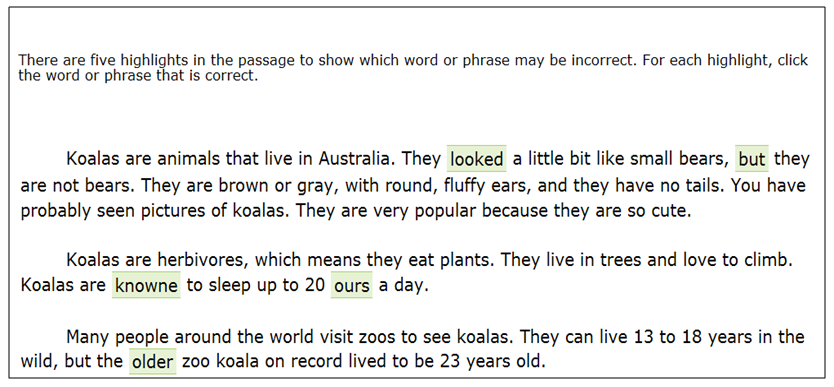 There are five highlights in the passage to show which word or phrase may be incorrect. For each highlight, click
the word or phrase that is correct.
Koalas are animals that live in Australia. They looked a little bit like small bears, but they
are not bears. They are brown or gray, with round, fluffy ears, and they have no tails. You have
probably seen pictures of koalas. They are very popular because they are so cute.
Koalas are herbivores, which means they eat plants. They live in trees and love to climb.
Koalas are knowne to sleep up to 20 ours a day.
Many people around the world visit zoos to see koalas. They can live 13 to 18 years in the
wild, but the older zoo koala on record lived to be 23 years old.